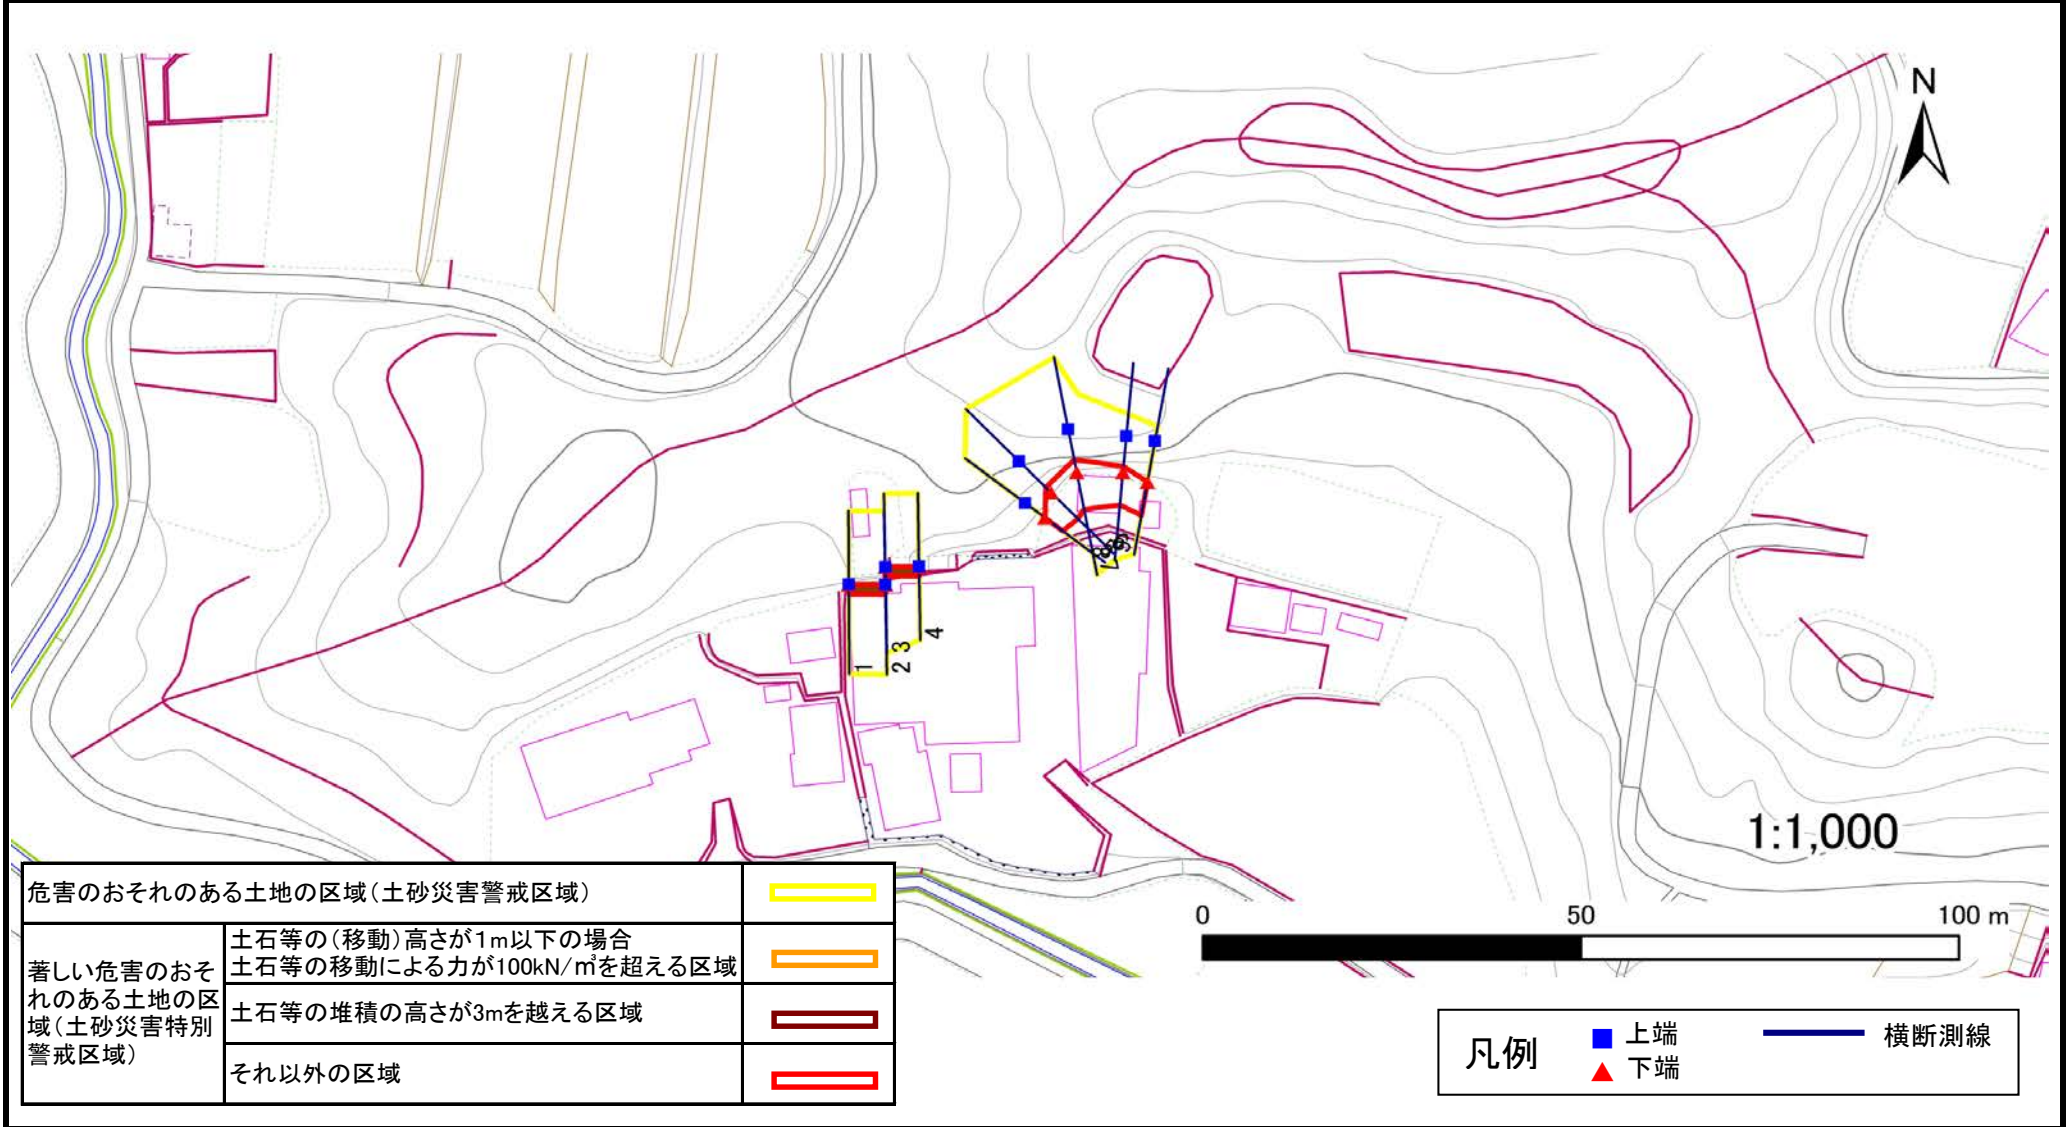 N
1
2
3
4
1:1,000
0 50 100 m
危害のおそれのある土地の区域(土砂災害警戒区域)
著しい危害のおそ
れのある土地の区
域(土砂災害特別
警戒区域)
土石等の(移動)高さが1m以下の場合
土石等の移動による力が100kN/㎥を超える区域
土石等の堆積の高さが3mを越える区域
それ以外の区域
凡例
上端
下端
横断測線